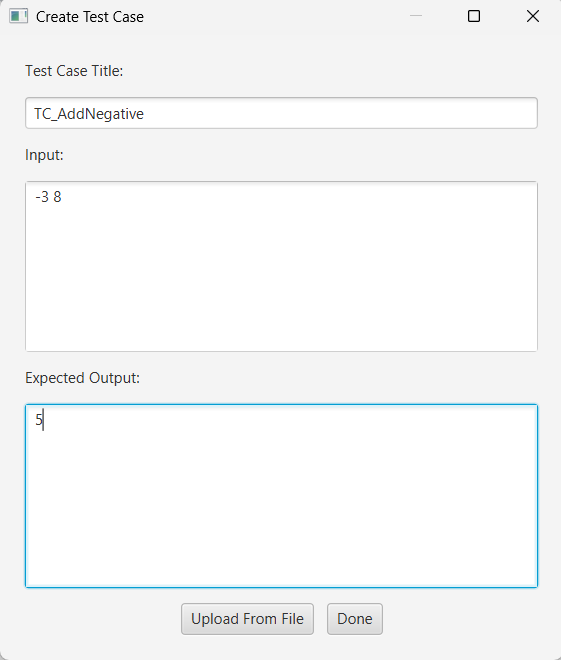 Create Test Case
Test Case Title:
TC_AddNegative
Input:
-3 8
Expected Output:
5
Upload From File
Done